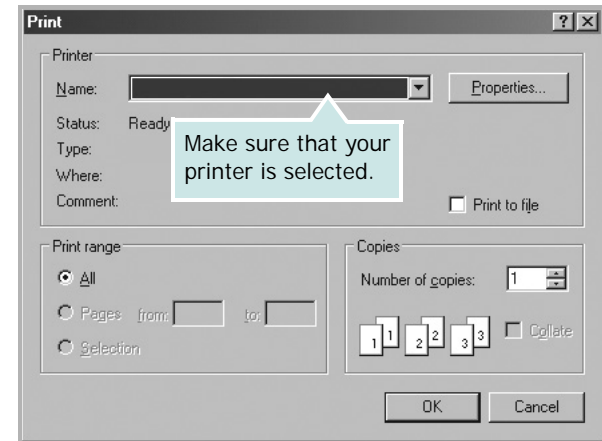 Print
Printer
Name:
Properties...
Status: Ready
Type:
Where:
Comment:
Make sure that your
printer is selected.
Print to file
Print range
All
Pages from: to:
Selection
Copies
Number of copies: 1
1 1 2 2 3 3
Collate
OK Cancel